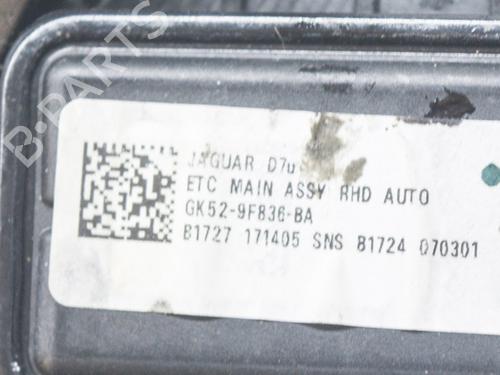 B-PARTS
JAGUAR D7u
ETC MAIN ASSY RHD AUTO
GK52-9F836-BA
81727 171405 SNS 81724 070301